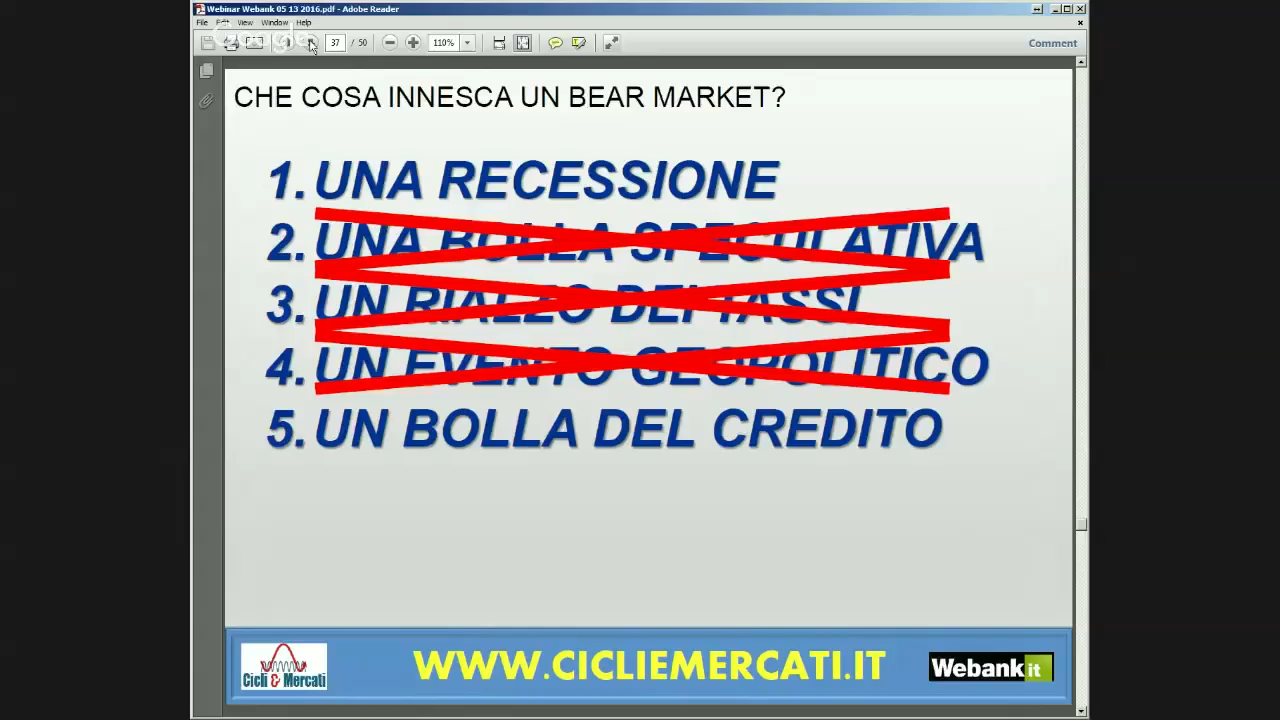 Webinar Webank 05 13 2016.pdf - Adobe Reader
File Edit View Window Help
37 / 50 110% Comment
CHE COSA INNESCA UN BEAR MARKET?
1. UNA RECESSIONE
2. UNA BOLLA SPECULATIVA
3. UN RIALZO DEI TASSI
4. UN EVENTO GEOPOLITICO
5. UN BOLLA DEL CREDITO
Cicli & Mercati
WWW.CICLIEMERCATI.IT
Webank it